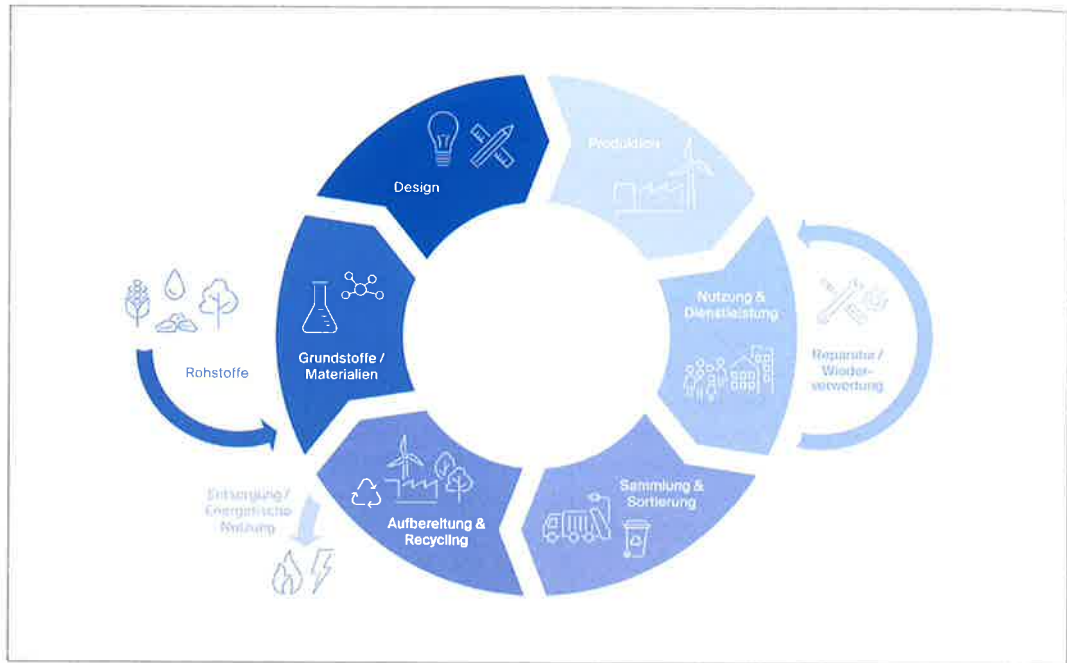 Design
Produktion
Nutzung &
Dienstleistung
Reparatur /
Wieder-
verwertung
Sammlung &
Sortierung
Aufbereitung &
Recycling
Entsorgung /
Energetische
Nutzung
Grundstoffe /
Materialien
Rohstoffe